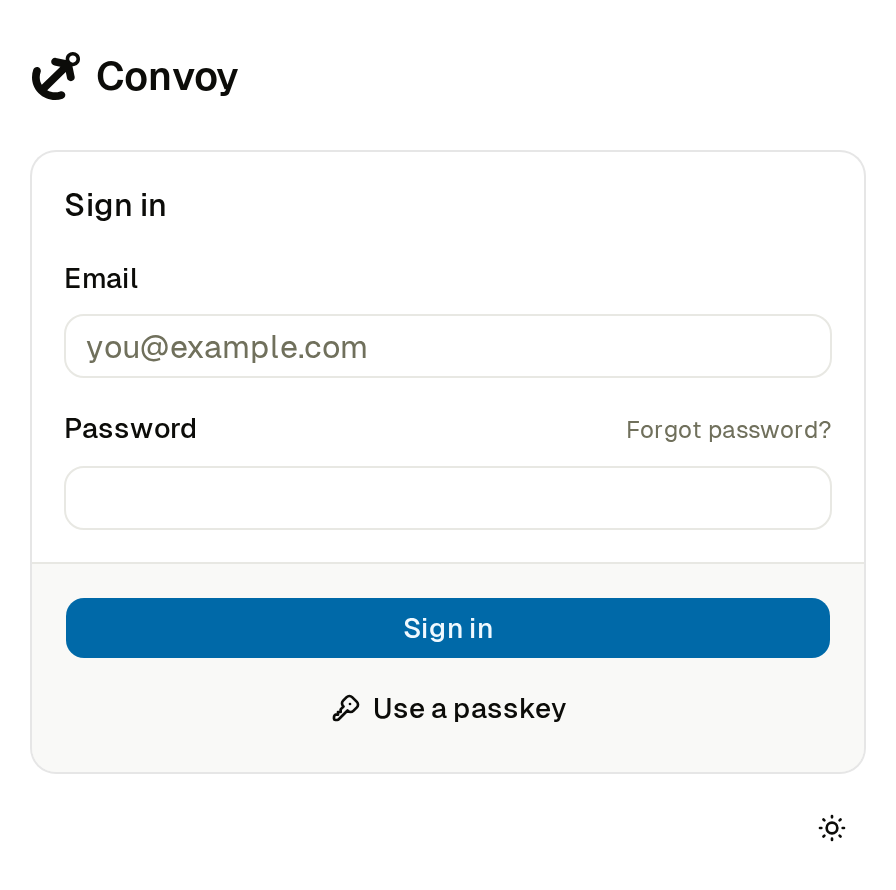 Convoy
Sign in
Email
you@example.com
Password
Forgot password?
Sign in
Use a passkey